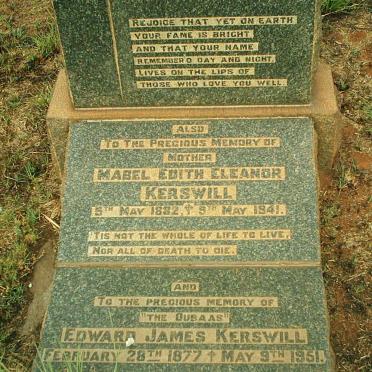 REJOICE THAT YET ON EARTH
YOUR FAME IS BRIGHT
AND THAT YOUR NAME
REMEMBERD DAY AND NIGHT
LIVES ON THE LIPS OF
THOSE WHO LOVE YOU WELL.
ALSO
TO THE PRECIOUS MEMORY OF
MOTHER
MABEL EDITH ELEANOR
KERSWILL
5TH MAY 1882 ✝ 9TH MAY 1941.
'TIS NOT THE WHOLE OF LIFE TO LIVE,
NOR ALL OF DEATH TO DIE.
AND
TO THE PRECIOUS MEMORY OF
"THE OUBAAS"
EDWARD JAMES KERSWILL
FEBRUARY 28TH 1877 ✝ MAY 9TH 1951.